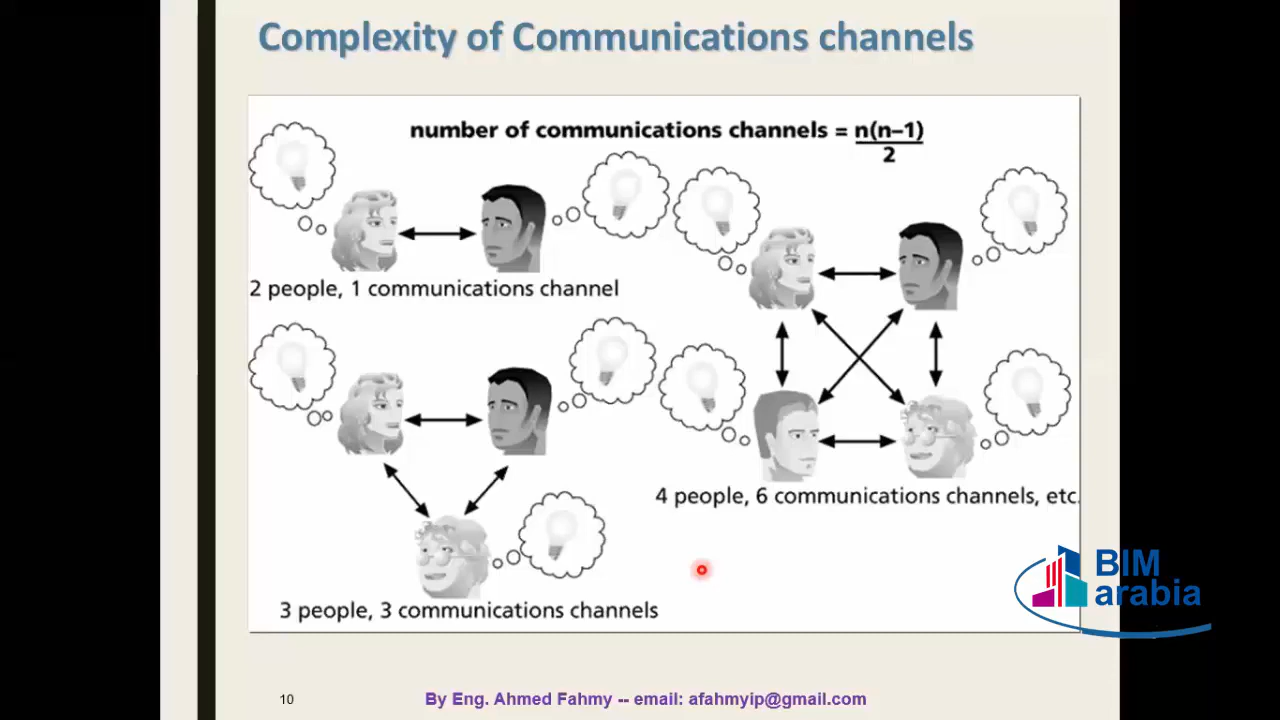 Complexity of Communications channels
number of communications channels = n(n–1)
2
2 people, 1 communications channel
4 people, 6 communications channels, etc.
3 people, 3 communications channels
BIM
arabia
10
By Eng. Ahmed Fahmy -- email: afahmyip@gmail.com